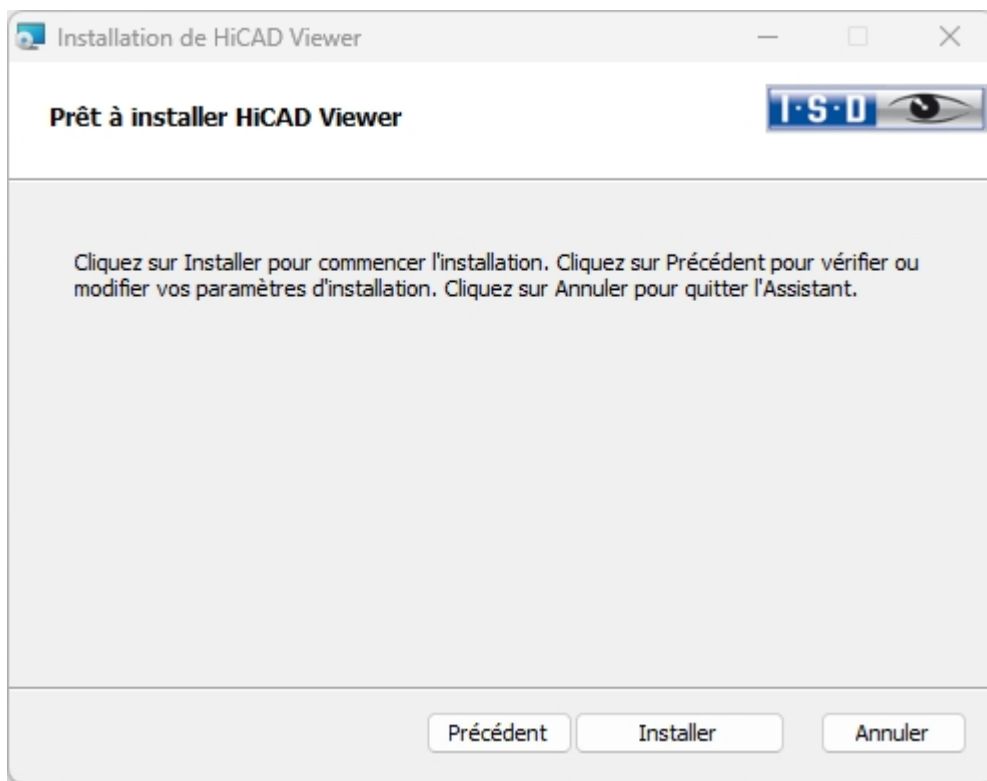 Installation de HiCAD Viewer
Prêt à installer HiCAD Viewer
I·S·D
Cliquez sur Installer pour commencer l'installation. Cliquez sur Précédent pour vérifier ou
modifier vos paramètres d'installation. Cliquez sur Annuler pour quitter l'Assistant.
Précédent
Installer
Annuler